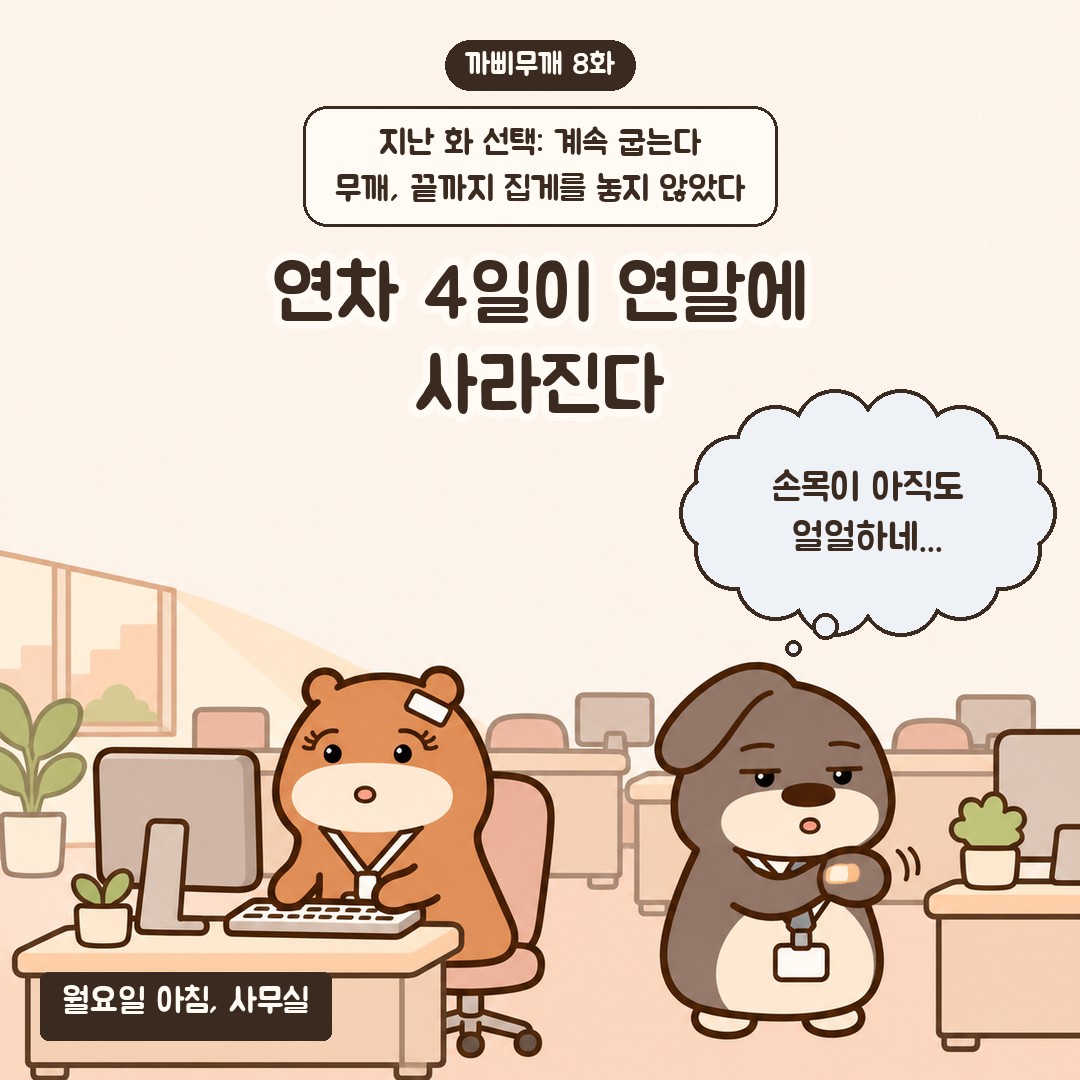 까삐무깨 8화
지난 화 선택: 계속 굽는다
무깨, 끝까지 집게를 놓지 않았다
연차 4일이 연말에
사라진다
손목이 아직도
얼얼하네...
월요일 아침, 사무실